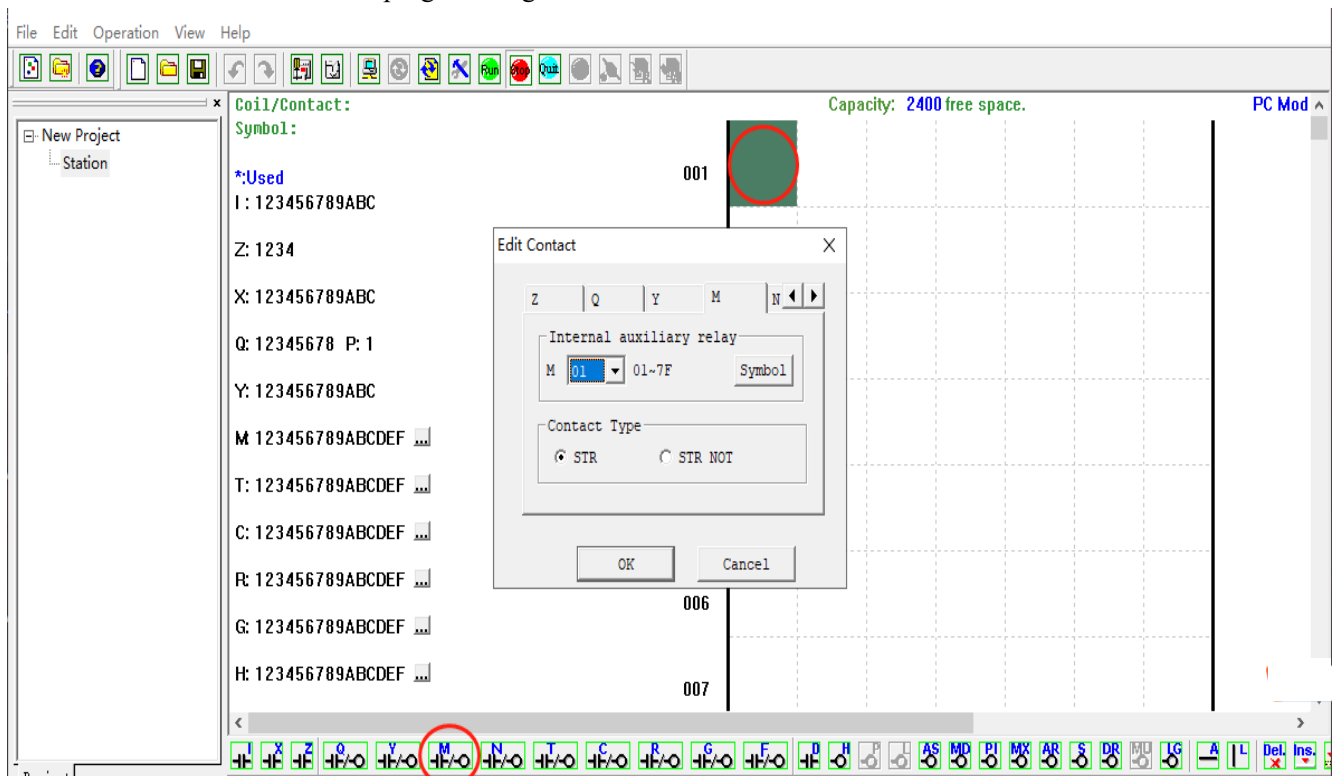 File Edit Operation View Help
Run Stop Quit
Coil/Contact: Capacity: 2400 free space. PC Mod
Symbol:
New Project
Station
*:Used
001
I : 123456789ABC
Edit Contact
Z: 1234
X: 123456789ABC
Z Q Y M N
Internal auxiliary relay
Q: 12345678 P: 1
M 01 01~7F Symbol
Y: 123456789ABC
Contact Type
M: 123456789ABCDEF ...
STR STR NOT
T: 123456789ABCDEF ...
C: 123456789ABCDEF ...
OK Cancel
R: 123456789ABCDEF ...
006
G: 123456789ABCDEF ...
H: 123456789ABCDEF ...
007
I X Z Q Y M N T C R G F P H P L AS MD PI MX AR S DR MU LG A L Del. Ins.